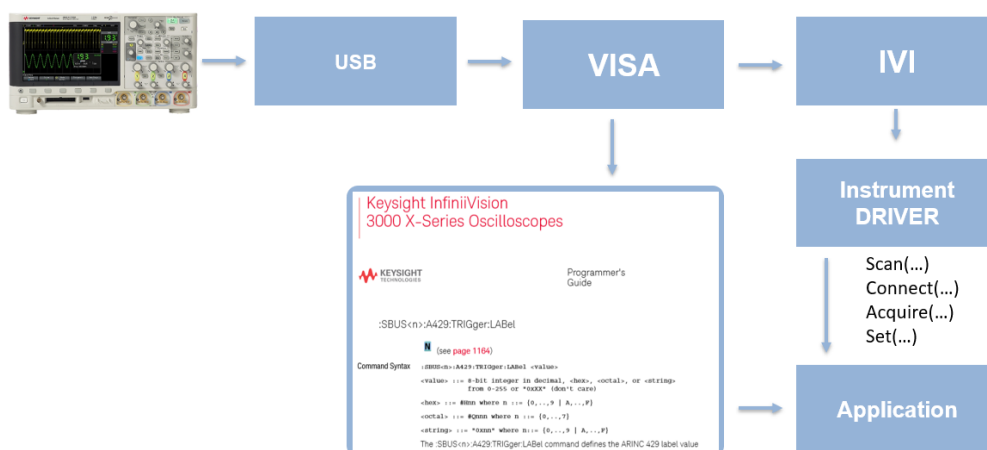 USB
VISA
IVI
Instrument
DRIVER
Scan(...)
Connect(...)
Acquire(...)
Set(...)
Application
Keysight InfiniiVision
3000 X-Series Oscilloscopes
KEYSIGHT
TECHNOLOGIES
Programmer's
Guide
:SBUS<n>:A429:TRIGger:LABel
N (see page 1164)
Command Syntax :SBUS<n>:A429:TRIGger:LABel <value>
<value> ::= 8-bit integer in decimal, <hex>, <octal>, or <string>
from 0-255 or "0xXX" (don't care)
<hex> ::= #Hnn where n ::= {0,..,9 | A,..,F}
<octal> ::= #Qnnn where n ::= {0,..,7}
<string> ::= "0xnn" where n::= {0,..,9 | A,..,F}
The :SBUS<n>:A429:TRIGger:LABel command defines the ARINC 429 label value